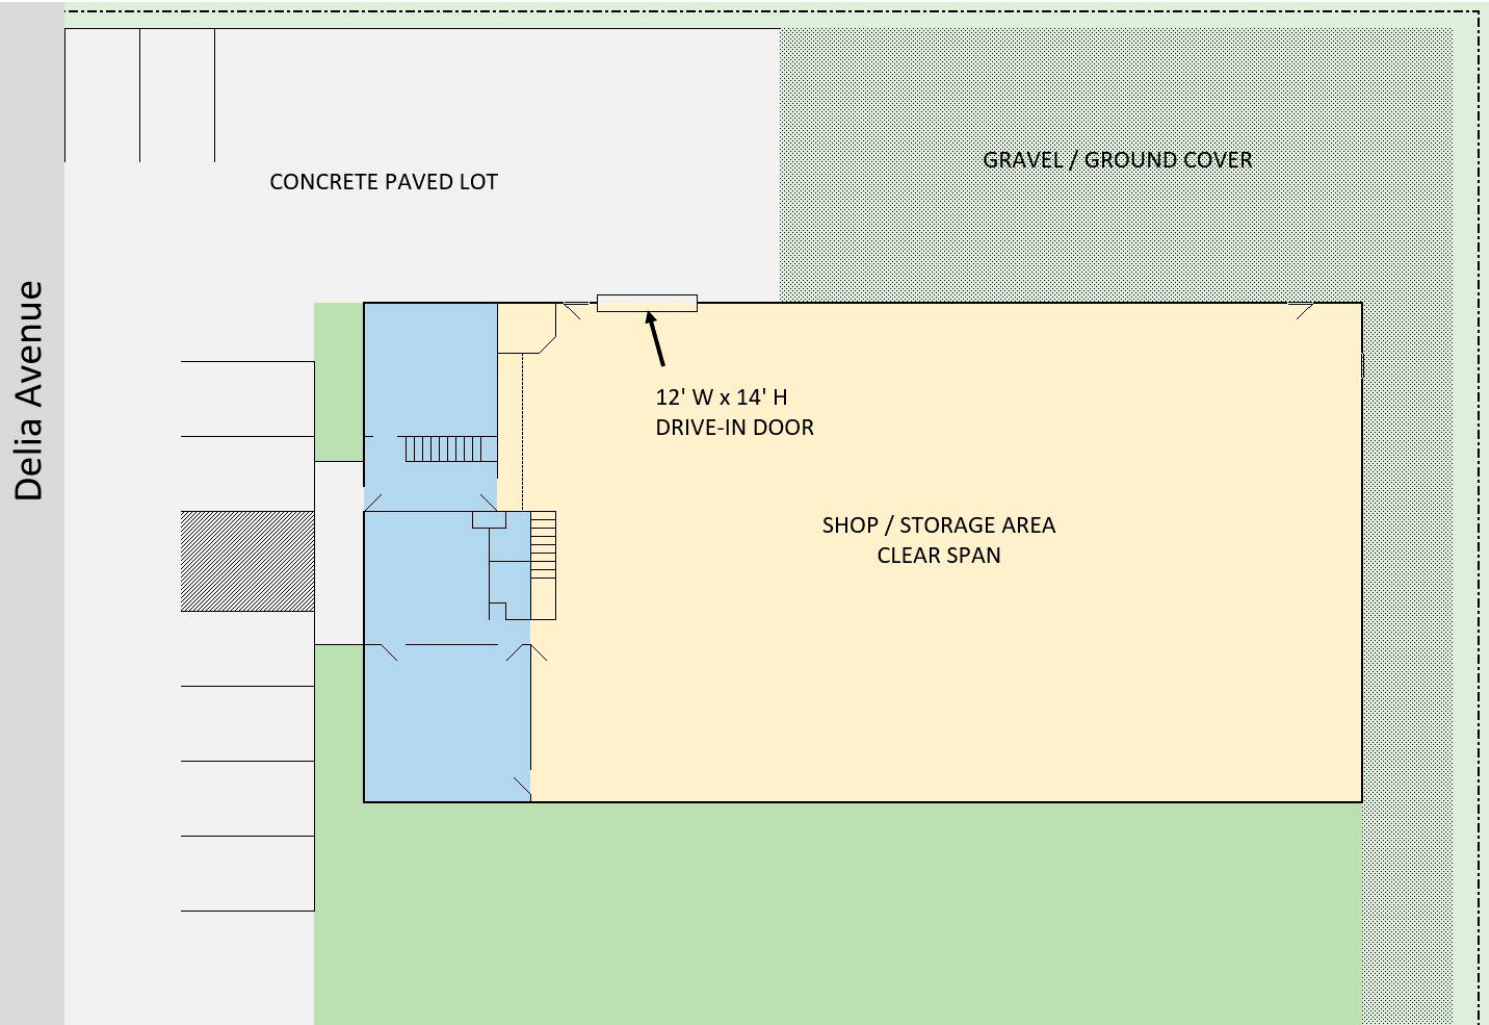 CONCRETE PAVED LOT
GRAVEL / GROUND COVER
Delia Avenue
12' W x 14' H
DRIVE-IN DOOR
SHOP / STORAGE AREA
CLEAR SPAN